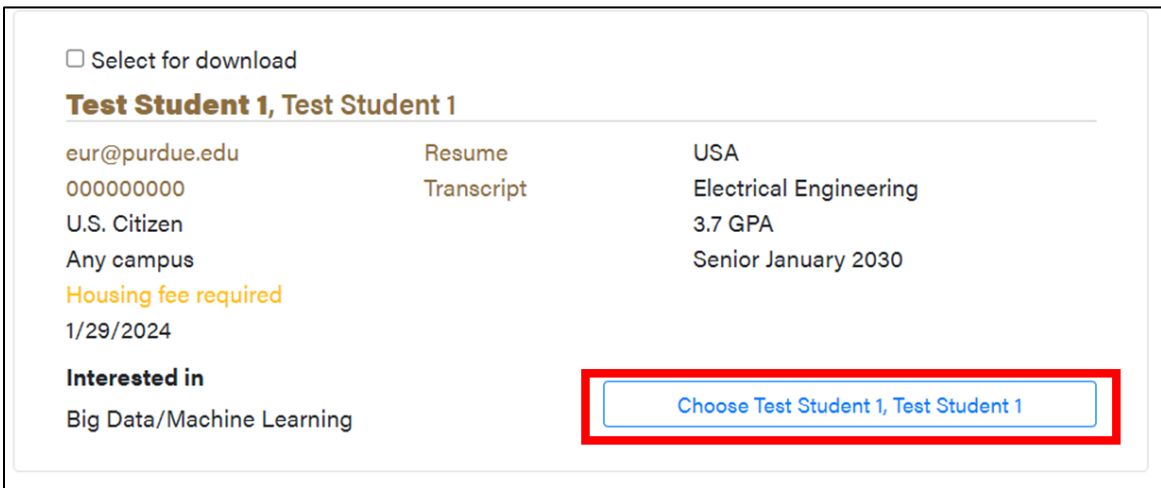 Select for download
Test Student 1, Test Student 1
eur@purdue.edu Resume USA
000000000 Transcript Electrical Engineering
U.S. Citizen 3.7 GPA
Any campus Senior January 2030
Housing fee required
1/29/2024
Interested in
Big Data/Machine Learning
Choose Test Student 1, Test Student 1